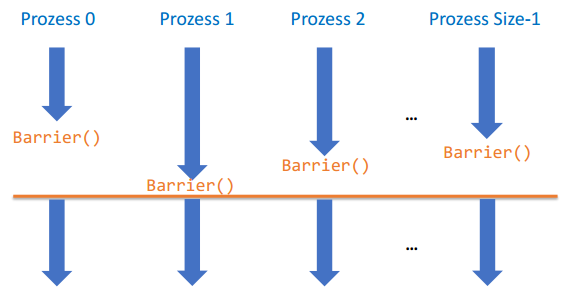 Prozess 0
Prozess 1
Prozess 2
Prozess Size-1
...
Barrier()
Barrier()
Barrier()
Barrier()
...